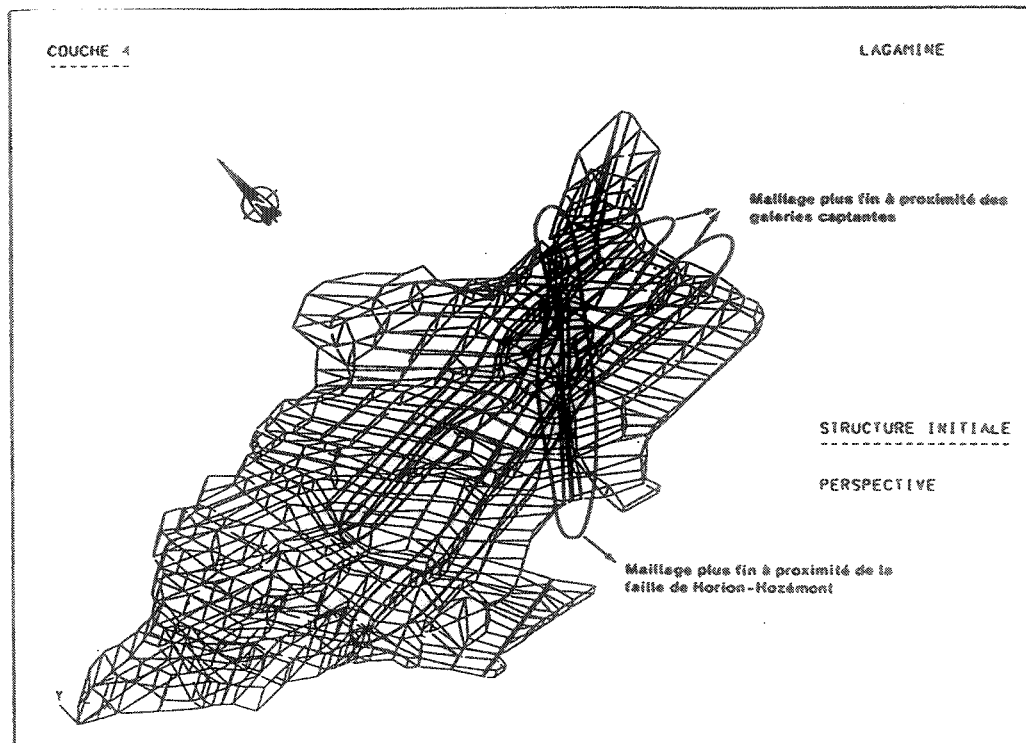 COUCHE 4
LAGAMINE
Maillage plus fin à proximité des
galeries captantes
STRUCTURE INITIALE
PERSPECTIVE
Maillage plus fin à proximité de la
faille de Horion-Hozémont
Y